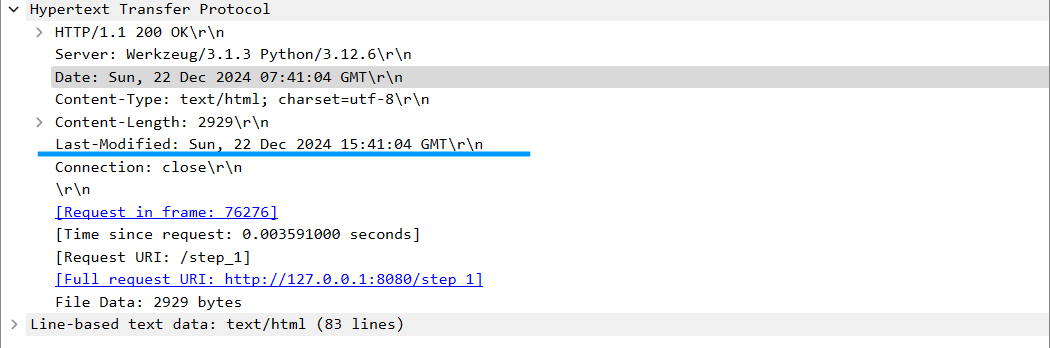 Hypertext Transfer Protocol
HTTP/1.1 200 OK\r\n
Server: Werkzeug/3.1.3 Python/3.12.6\r\n
Date: Sun, 22 Dec 2024 07:41:04 GMT\r\n
Content-Type: text/html; charset=utf-8\r\n
Content-Length: 2929\r\n
Last-Modified: Sun, 22 Dec 2024 15:41:04 GMT\r\n
Connection: close\r\n
\r\n
[Request in frame: 76276]
[Time since request: 0.003591000 seconds]
[Request URI: /step_1]
[Full request URI: http://127.0.0.1:8080/step_1]
File Data: 2929 bytes
Line-based text data: text/html (83 lines)